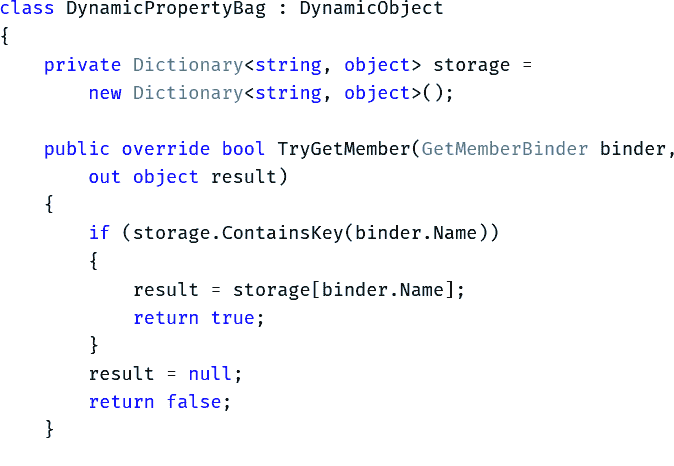 class DynamicPropertyBag : DynamicObject
{
    private Dictionary<string, object> storage =
        new Dictionary<string, object>();

    public override bool TryGetMember(GetMemberBinder binder,
        out object result)
    {
        if (storage.ContainsKey(binder.Name))
        {
            result = storage[binder.Name];
            return true;
        }
        result = null;
        return false;
    }